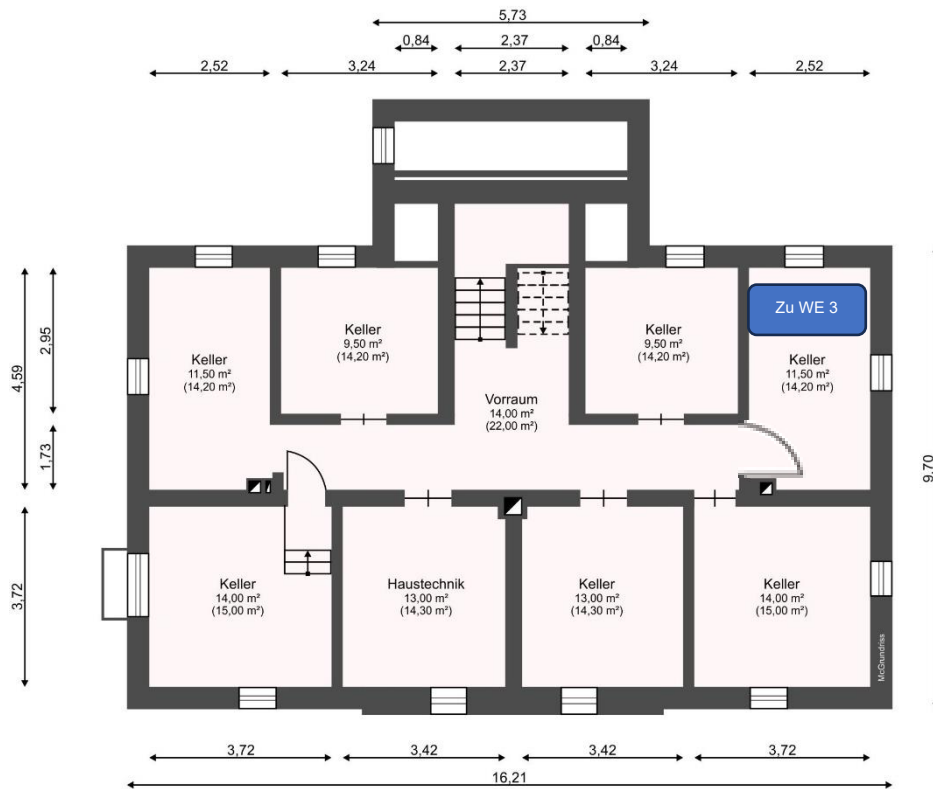 5,73
0,84
2,37
0,84
2,52
3,24
2,37
3,24
2,52
4,59
2,95
1,73
3,72
9,70
Keller
11,50 m²
(14,20 m²)
Keller
9,50 m²
(14,20 m²)
Vorraum
14,00 m²
(22,00 m²)
Keller
9,50 m²
(14,20 m²)
Zu WE 3
Keller
11,50 m²
(14,20 m²)
Keller
14,00 m²
(15,00 m²)
Haustechnik
13,00 m²
(14,30 m²)
Keller
13,00 m²
(14,30 m²)
Keller
14,00 m²
(15,00 m²)
McGrundriss
3,72
3,42
3,42
3,72
16,21